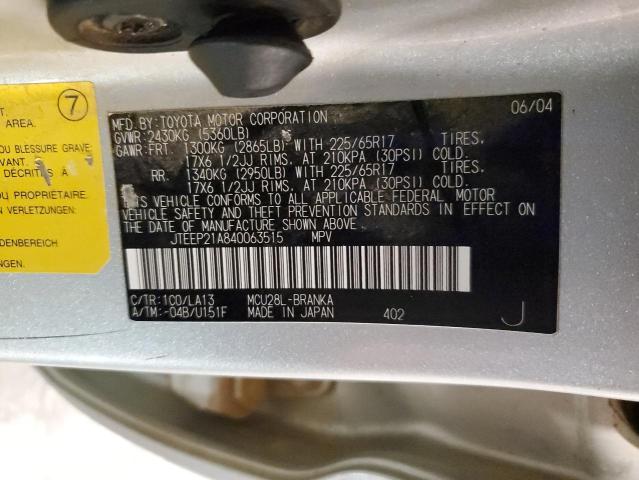 7
T.
AREA.
OU BLESSURE GRAVE
VANT.
DÉCRITIS À
U PROPRIETAIRE.
N VERLETZUNGEN.
DENBEREICH
NGEN.
MFD.BY:TOYOTA MOTOR CORPORATION 06/04
GVWR:2430KG (5360LB)
GAWR:FRT. 1300KG (2865LB) WITH 225/65R17 TIRES.
17X6 1/2JJ RIMS. AT 210KPA (30PSI) COLD.
RR. 1340KG (2950LB) WITH 225/65R17 TIRES.
17X6 1/2JJ RIMS. AT 210KPA (30PSI) COLD.
THIS VEHICLE CONFORMS TO ALL APPLICABLE FEDERAL MOTOR
VEHICLE SAFETY AND THEFT PREVENTION STANDARDS IN EFFECT ON
THE DATE OF MANUFACTURE SHOWN ABOVE.
JTEEP21A840063515 MPV
C/TR:1C0/LA13 MCU28L-BRANKA
A/TM:-04B/U151F MADE IN JAPAN 402 J